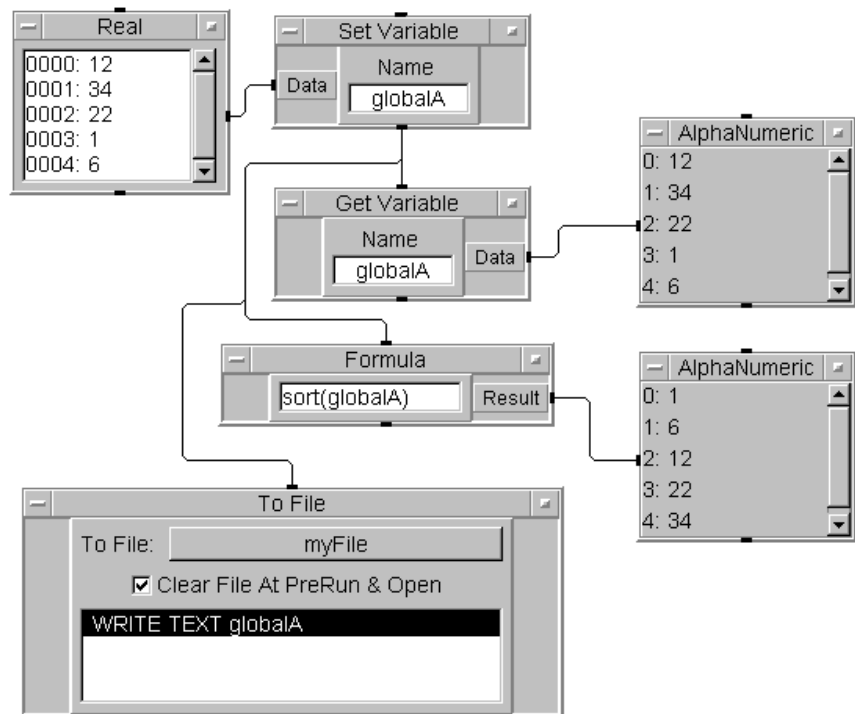 Real
0000: 12
0001: 34
0002: 22
0003: 1
0004: 6
Set Variable
Data
Name
globalA
Get Variable
Name
globalA
Data
AlphaNumeric
0: 12
1: 34
2: 22
3: 1
4: 6
Formula
sort(globalA)
Result
AlphaNumeric
0: 1
1: 6
2: 12
3: 22
4: 34
To File
To File: myFile
Clear File At PreRun & Open
WRITE TEXT globalA